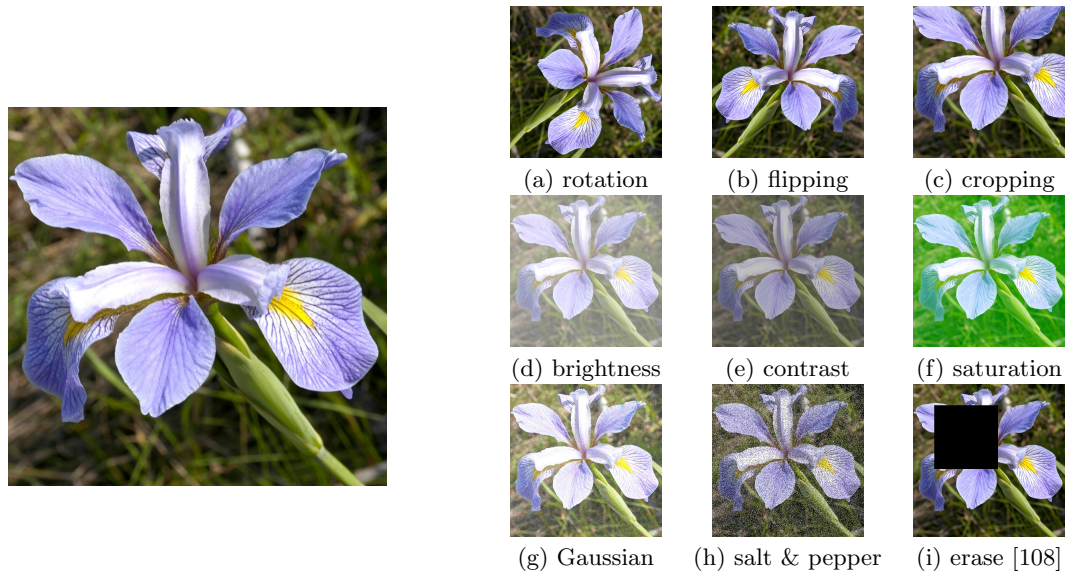 (a) rotation
(b) flipping
(c) cropping
(d) brightness
(e) contrast
(f) saturation
(g) Gaussian
(h) salt & pepper
(i) erase [108]